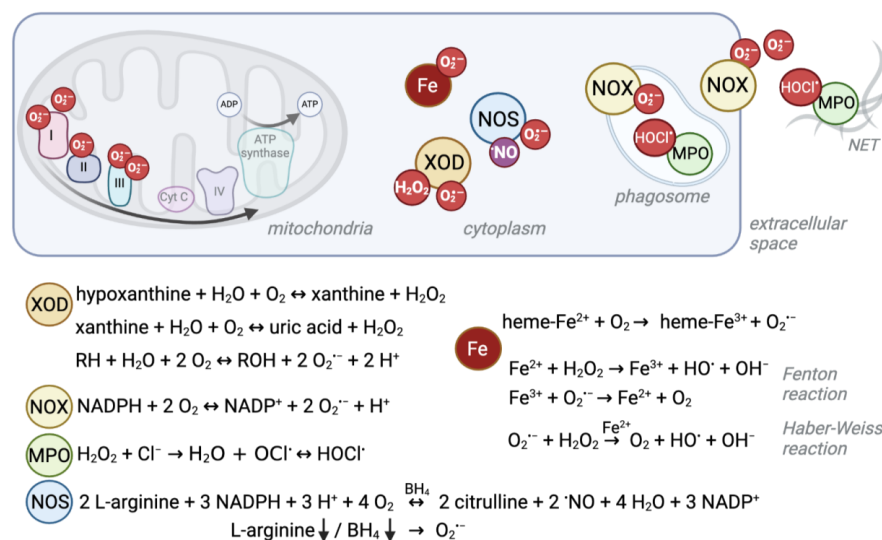 O₂˙⁻
O₂˙⁻
I
O₂˙⁻
II
O₂˙⁻
O₂˙⁻
III
Cyt C
IV
ADP
ATP
ATP
synthase
mitochondria
Fe
O₂˙⁻
NOS
O₂˙⁻
˙NO
XOD
H₂O₂
O₂˙⁻
cytoplasm
NOX
O₂˙⁻
HOCl˙
MPO
phagosome
NOX
O₂˙⁻
O₂˙⁻
HOCl˙
MPO
NET
extracellular
space
XOD
hypoxanthine + H₂O + O₂ ↔ xanthine + H₂O₂
xanthine + H₂O + O₂ ↔ uric acid + H₂O₂
RH + H₂O + 2 O₂ ↔ ROH + 2 O₂˙⁻ + 2 H⁺
NOX NADPH + 2 O₂ ↔ NADP⁺ + 2 O₂˙⁻ + H⁺
MPO H₂O₂ + Cl⁻ → H₂O + OCl˙ ↔ HOCl˙
NOS 2 L-arginine + 3 NADPH + 3 H⁺ + 4 O₂ ↔ 2 citrulline + 2 ˙NO + 4 H₂O + 3 NADP⁺
BH₄
L-arginine ↓ / BH₄ ↓ → O₂˙⁻
Fe
heme-Fe²⁺ + O₂ → heme-Fe³⁺ + O₂˙⁻
Fe²⁺ + H₂O₂ → Fe³⁺ + HO˙ + OH⁻
Fe³⁺ + O₂˙⁻ → Fe²⁺ + O₂
Fenton
reaction
Fe²⁺
O₂˙⁻ + H₂O₂ → O₂ + HO˙ + OH⁻
Haber-Weiss
reaction